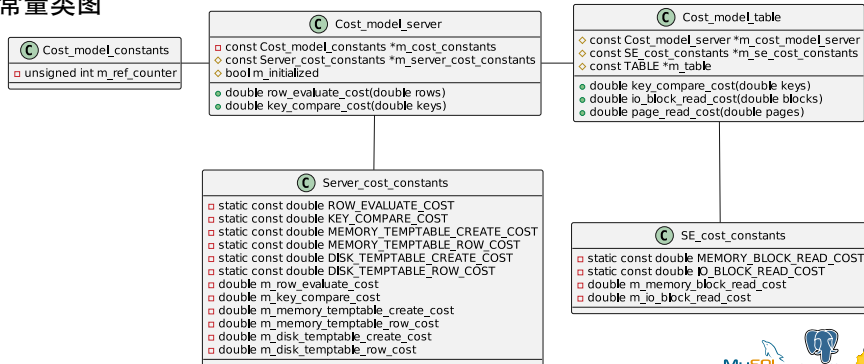 常量类图
C Cost_model_constants
unsigned int m_ref_counter
C Cost_model_server
const Cost_model_constants *m_cost_constants
const Server_cost_constants *m_server_cost_constants
bool m_initialized
double row_evaluate_cost(double rows)
double key_compare_cost(double keys)
C Cost_model_table
const Cost_model_server *m_cost_model_server
const SE_cost_constants *m_se_cost_constants
const TABLE *m_table
double key_compare_cost(double keys)
double io_block_read_cost(double blocks)
double page_read_cost(double pages)
C Server_cost_constants
static const double ROW_EVALUATE_COST
static const double KEY_COMPARE_COST
static const double MEMORY_TEMPTABLE_CREATE_COST
static const double MEMORY_TEMPTABLE_ROW_COST
static const double DISK_TEMPTABLE_CREATE_COST
static const double DISK_TEMPTABLE_ROW_COST
double m_row_evaluate_cost
double m_key_compare_cost
double m_memory_temptable_create_cost
double m_memory_temptable_row_cost
double m_disk_temptable_create_cost
double m_disk_temptable_row_cost
C SE_cost_constants
static const double MEMORY_BLOCK_READ_COST
static const double IO_BLOCK_READ_COST
double m_memory_block_read_cost
double m_io_block_read_cost
MySQL